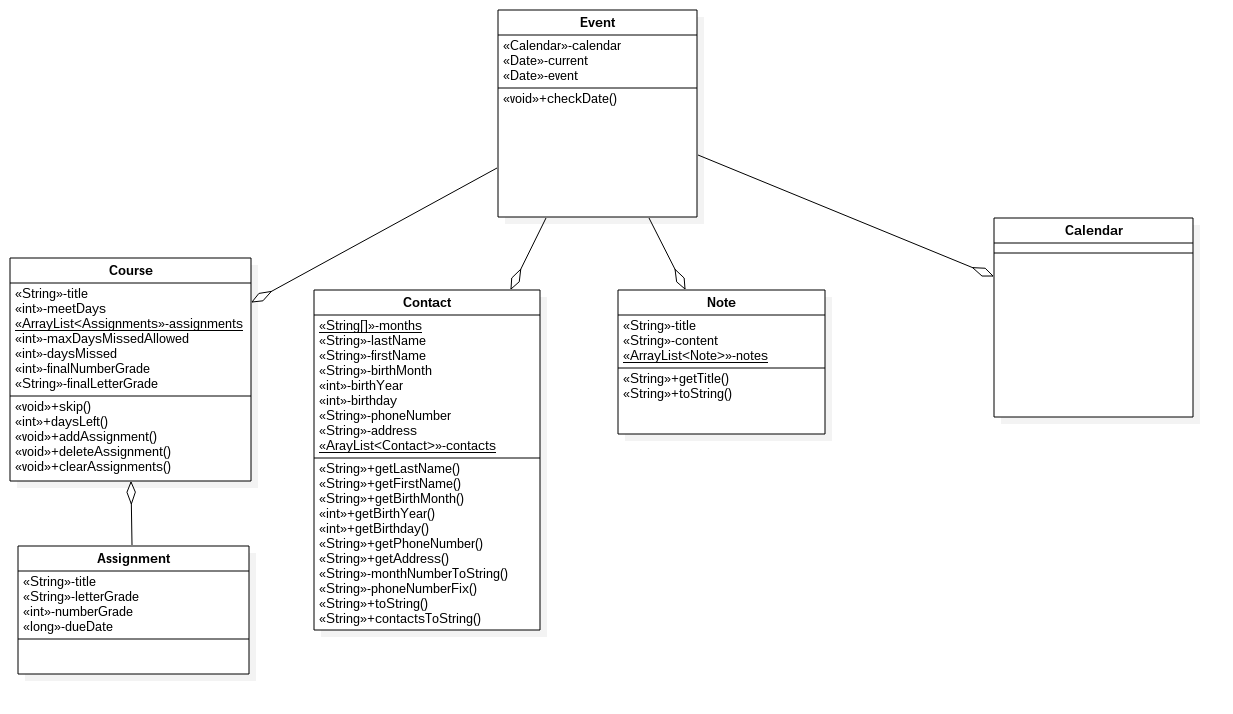 Event
«Calendar»-calendar
«Date»-current
«Date»-event
«void»+checkDate()
Course
«String»-title
«int»-meetDays
«ArrayList<Assignments»-assignments
«int»-maxDaysMissedAllowed
«int»-daysMissed
«int»-finalNumberGrade
«String»-finalLetterGrade
«void»+skip()
«int»+daysLeft()
«void»+addAssignment()
«void»+deleteAssignment()
«void»+clearAssignments()
Assignment
«String»-title
«String»-letterGrade
«int»-numberGrade
«long»-dueDate
Contact
«String[]»-months
«String»-lastName
«String»-firstName
«String»-birthMonth
«int»-birthYear
«int»-birthday
«String»-phoneNumber
«String»-address
«ArayList<Contact>»-contacts
«String»+getLastName()
«String»+getFirstName()
«String»+getBirthMonth()
«int»+getBirthYear()
«int»+getBirthday()
«String»+getPhoneNumber()
«String»+getAddress()
«String»-monthNumberToString()
«String»-phoneNumberFix()
«String»+toString()
«String»+contactsToString()
Note
«String»-title
«String»-content
«ArrayList<Note>»-notes
«String»+getTitle()
«String»+toString()
Calendar